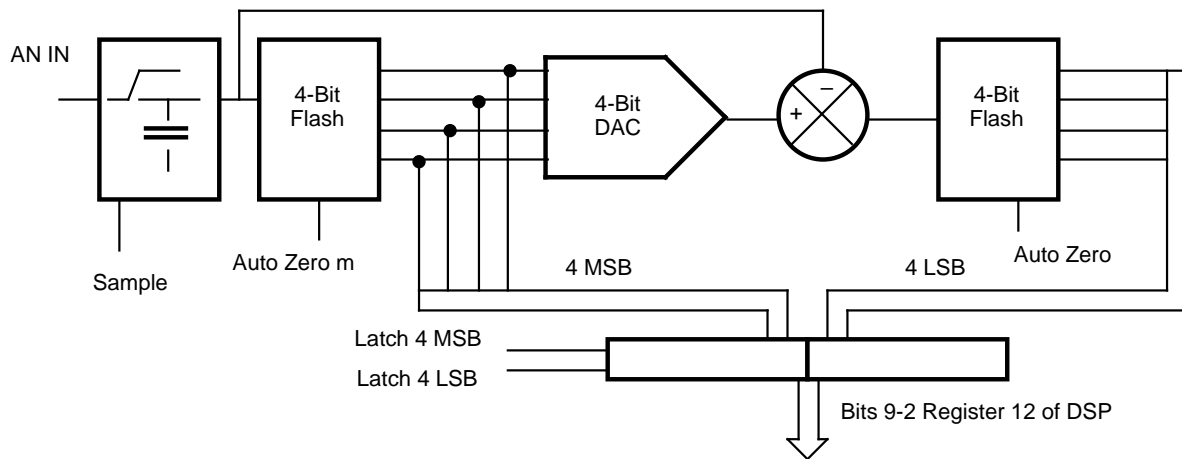 AN IN
4-Bit
Flash
4-Bit
DAC
+
−
4-Bit
Flash
Sample
Auto Zero m
Auto Zero
4 MSB
4 LSB
Latch 4 MSB
Latch 4 LSB
Bits 9-2 Register 12 of DSP